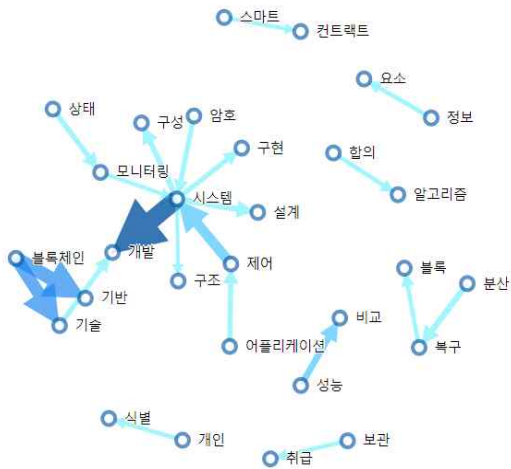 스마트
컨트랙트
요소
상태
구성
암호
정보
구현
합의
모니터링
시스템
알고리즘
설계
개발
블록체인
제어
블록
구조
분산
기반
비교
기술
어플리케이션
복구
성능
식별
개인
보관
취급